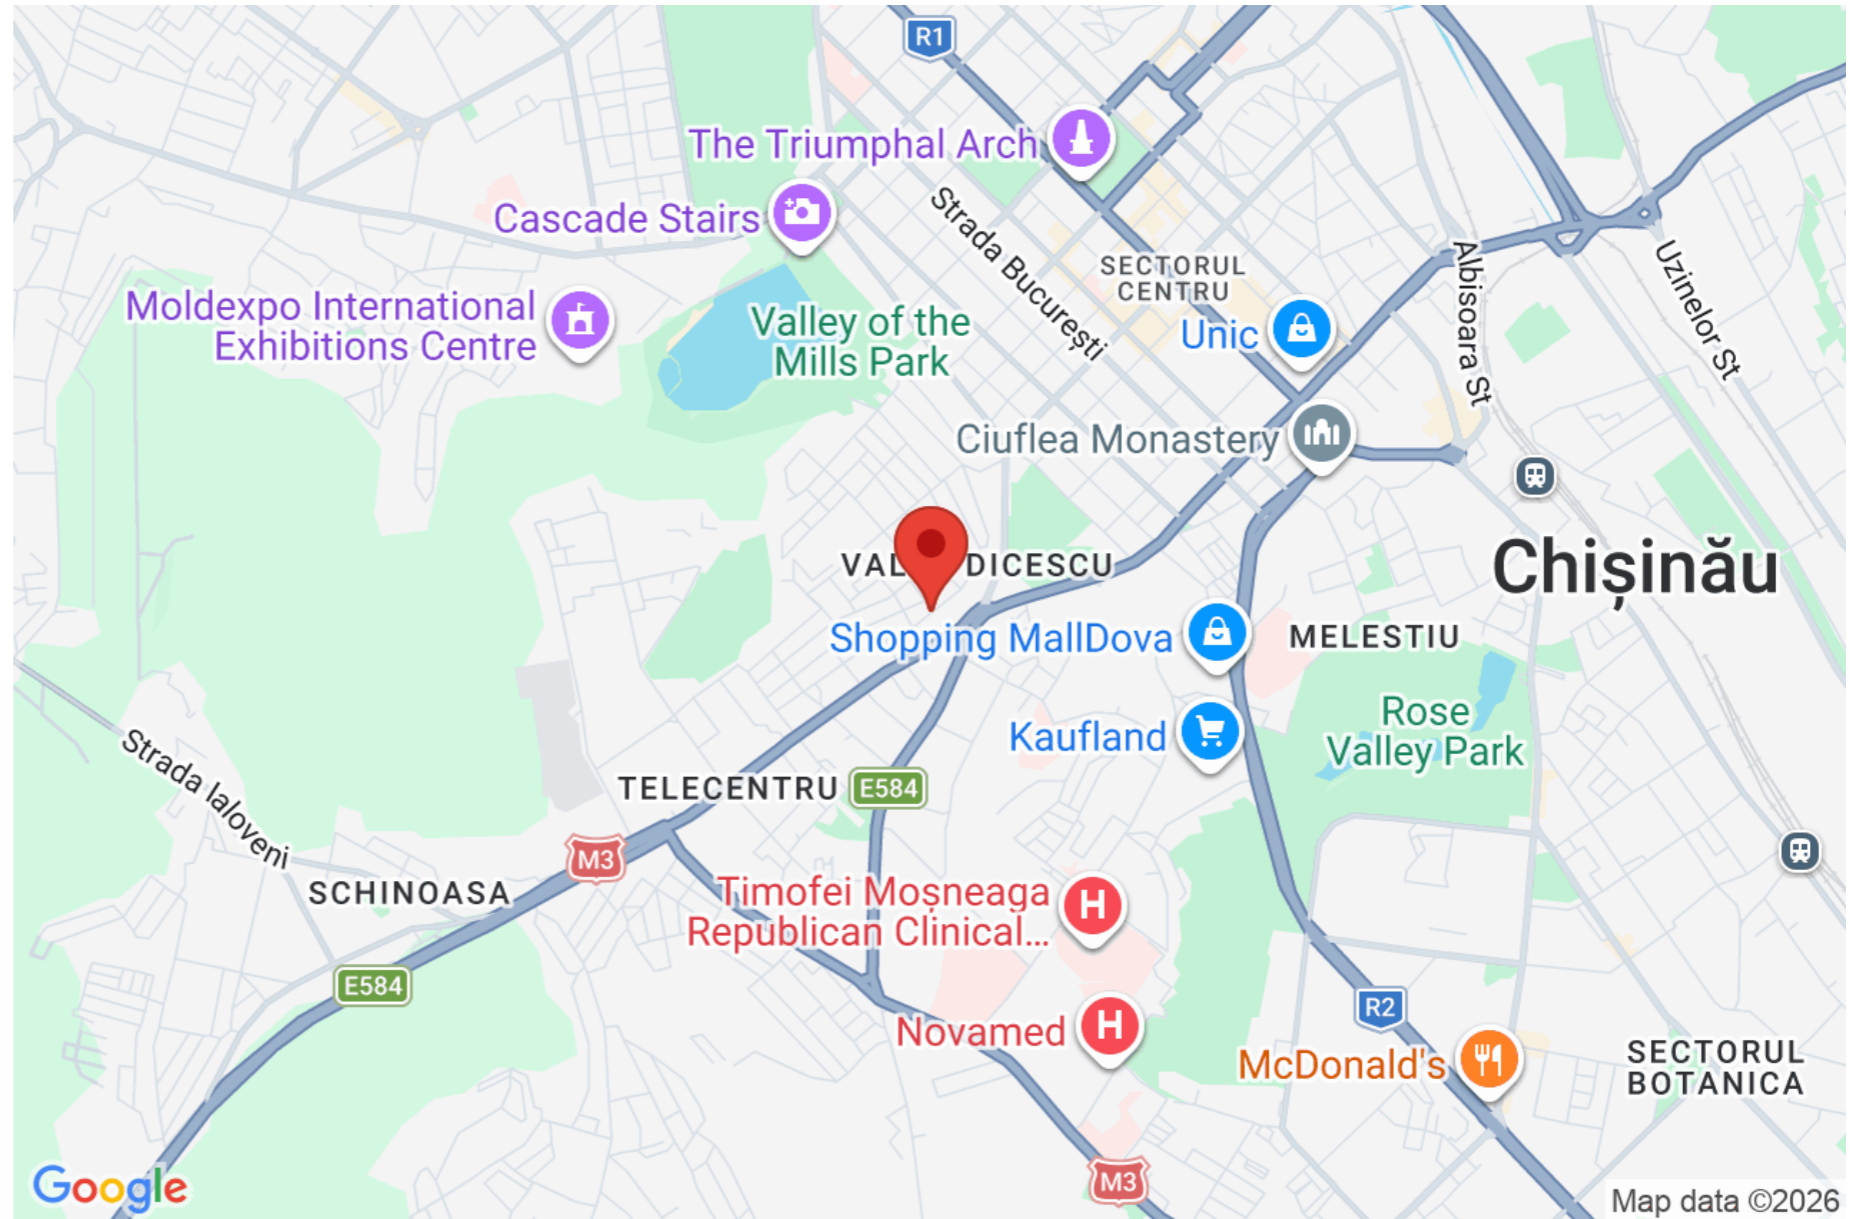 R1
The Triumphal Arch
Cascade Stairs
Strada București
SECTORUL
CENTRU
Albisoara St
Uzinelor St
Moldexpo International
Exhibitions Centre
Valley of the
Mills Park
Unic
Ciuflea Monastery
VAL DICESCU
Chișinău
Shopping MallDova
MELESTIU
Rose
Valley Park
Kaufland
Strada Ialoveni
TELECENTRU
E584
M3
SCHINOASA
Timofei Moșneaga
Republican Clinical...
H
E584
R2
Novamed
H
McDonald's
SECTORUL
BOTANICA
M3
Google
Map data ©2026